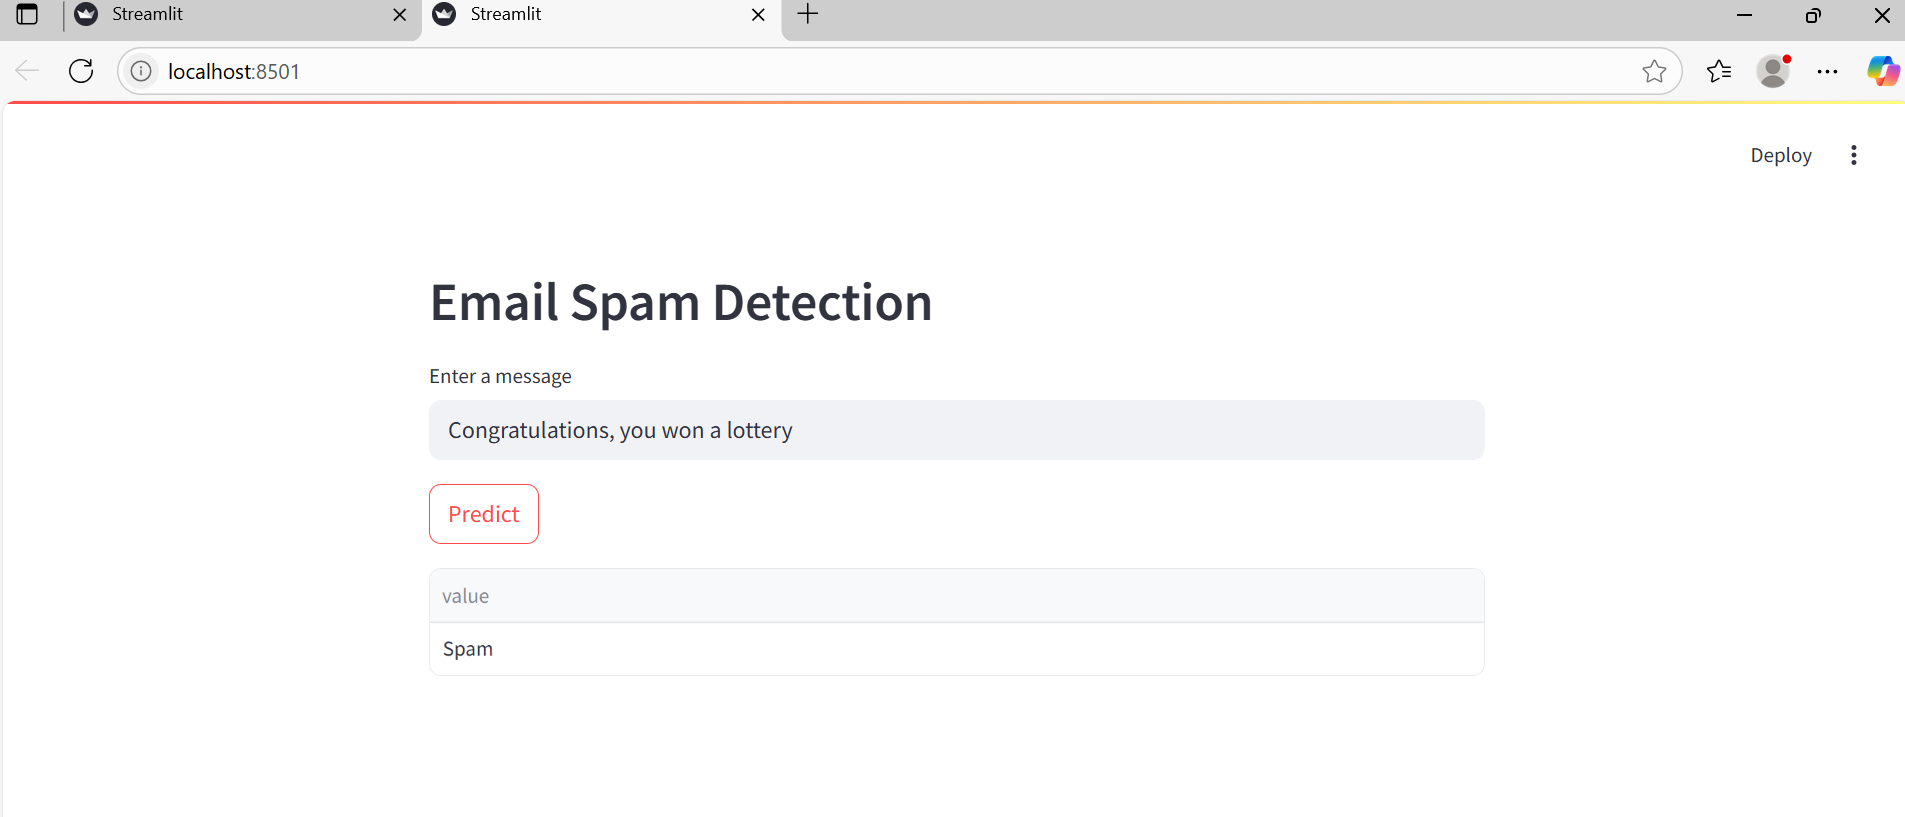 Streamlit
Streamlit
localhost:8501
Deploy
Email Spam Detection
Enter a message
Congratulations, you won a lottery
Predict
value
Spam